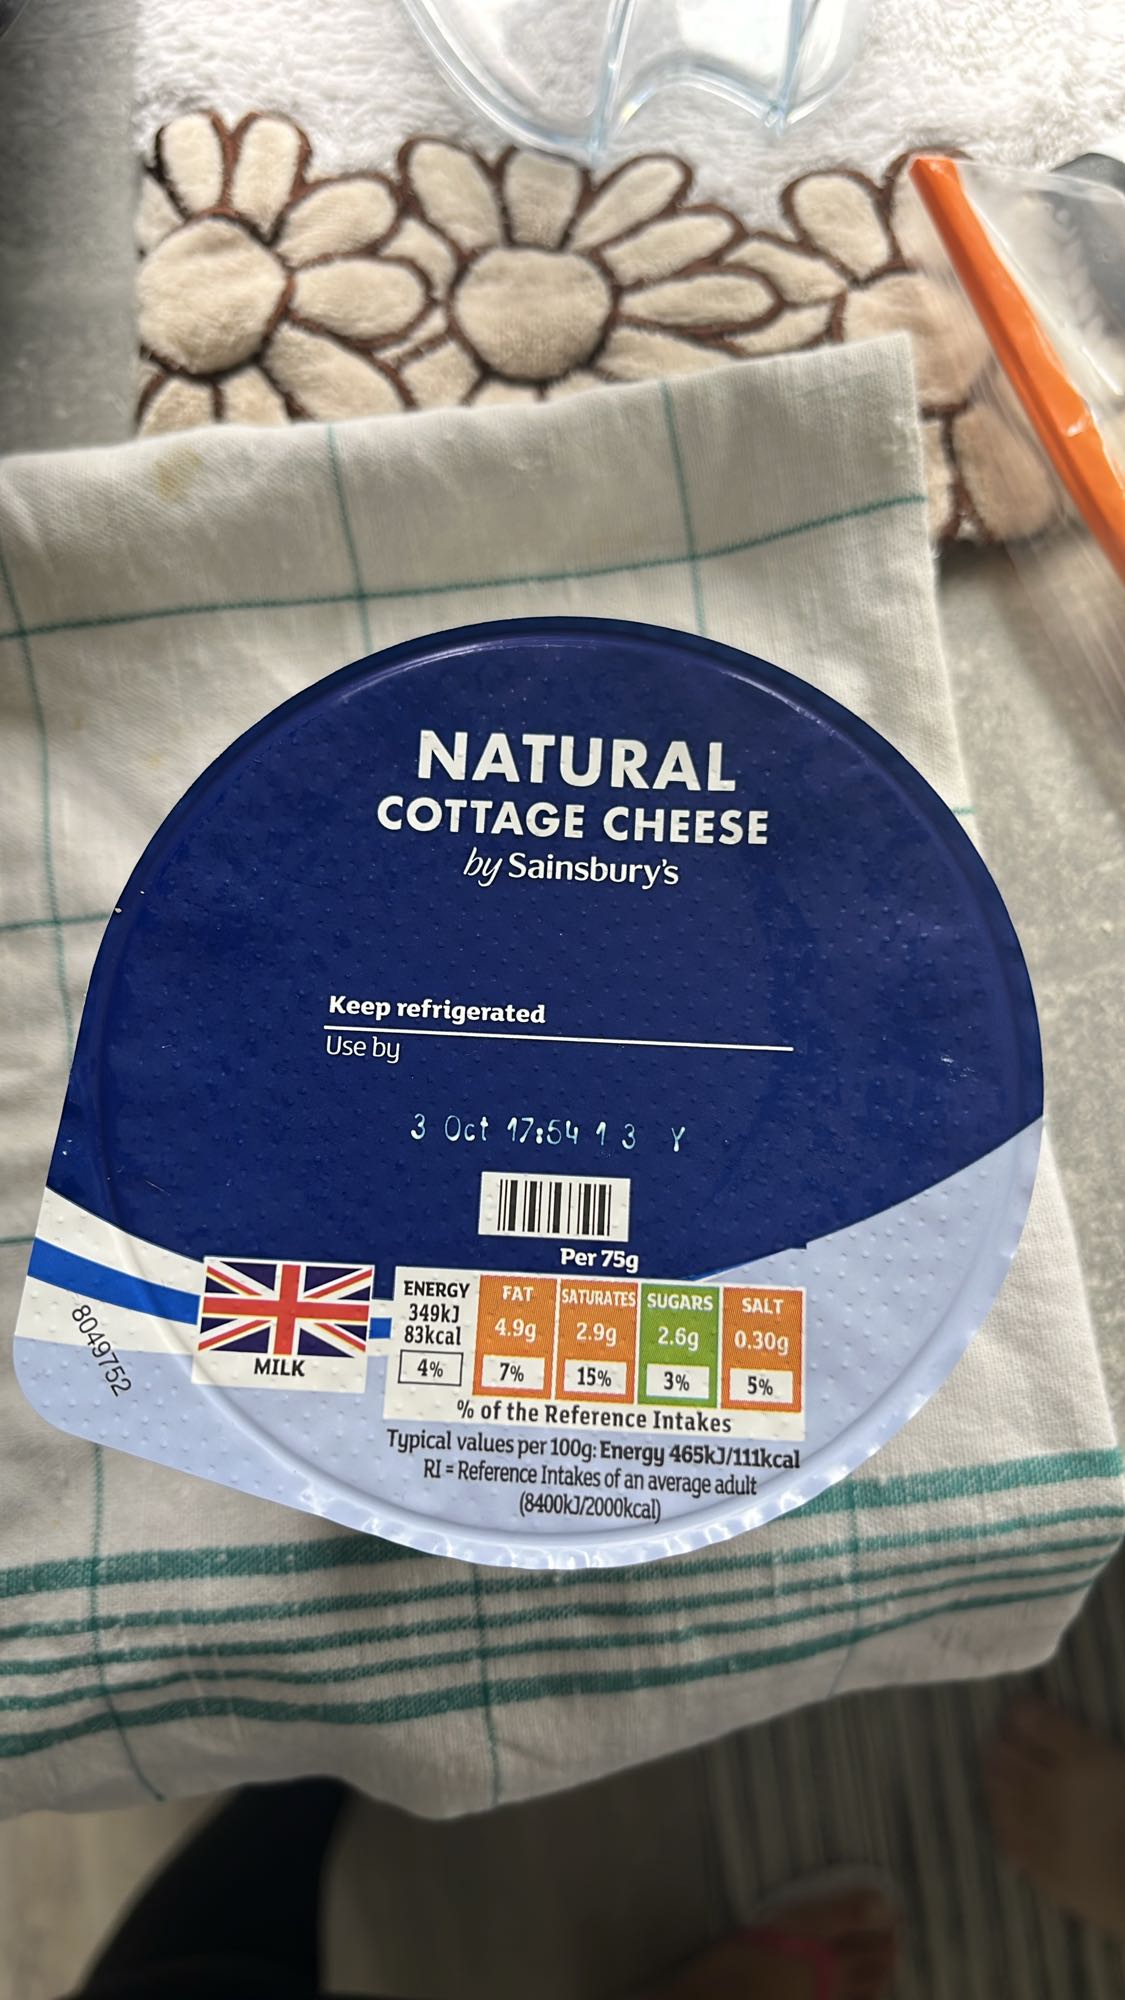 NATURAL
COTTAGE CHEESE
by Sainsbury's
Keep refrigerated
Use by
3 Oct 17:54 1 3 Y
Per 75g
ENERGY
349kJ
83kcal
4%
FAT
4.9g
7%
SATURATES
2.9g
15%
SUGARS
2.6g
3%
SALT
0.30g
5%
% of the Reference Intakes
Typical values per 100g: Energy 465kJ/111kcal
RI = Reference Intakes of an average adult
(8400kJ/2000kcal)
MILK
8049752